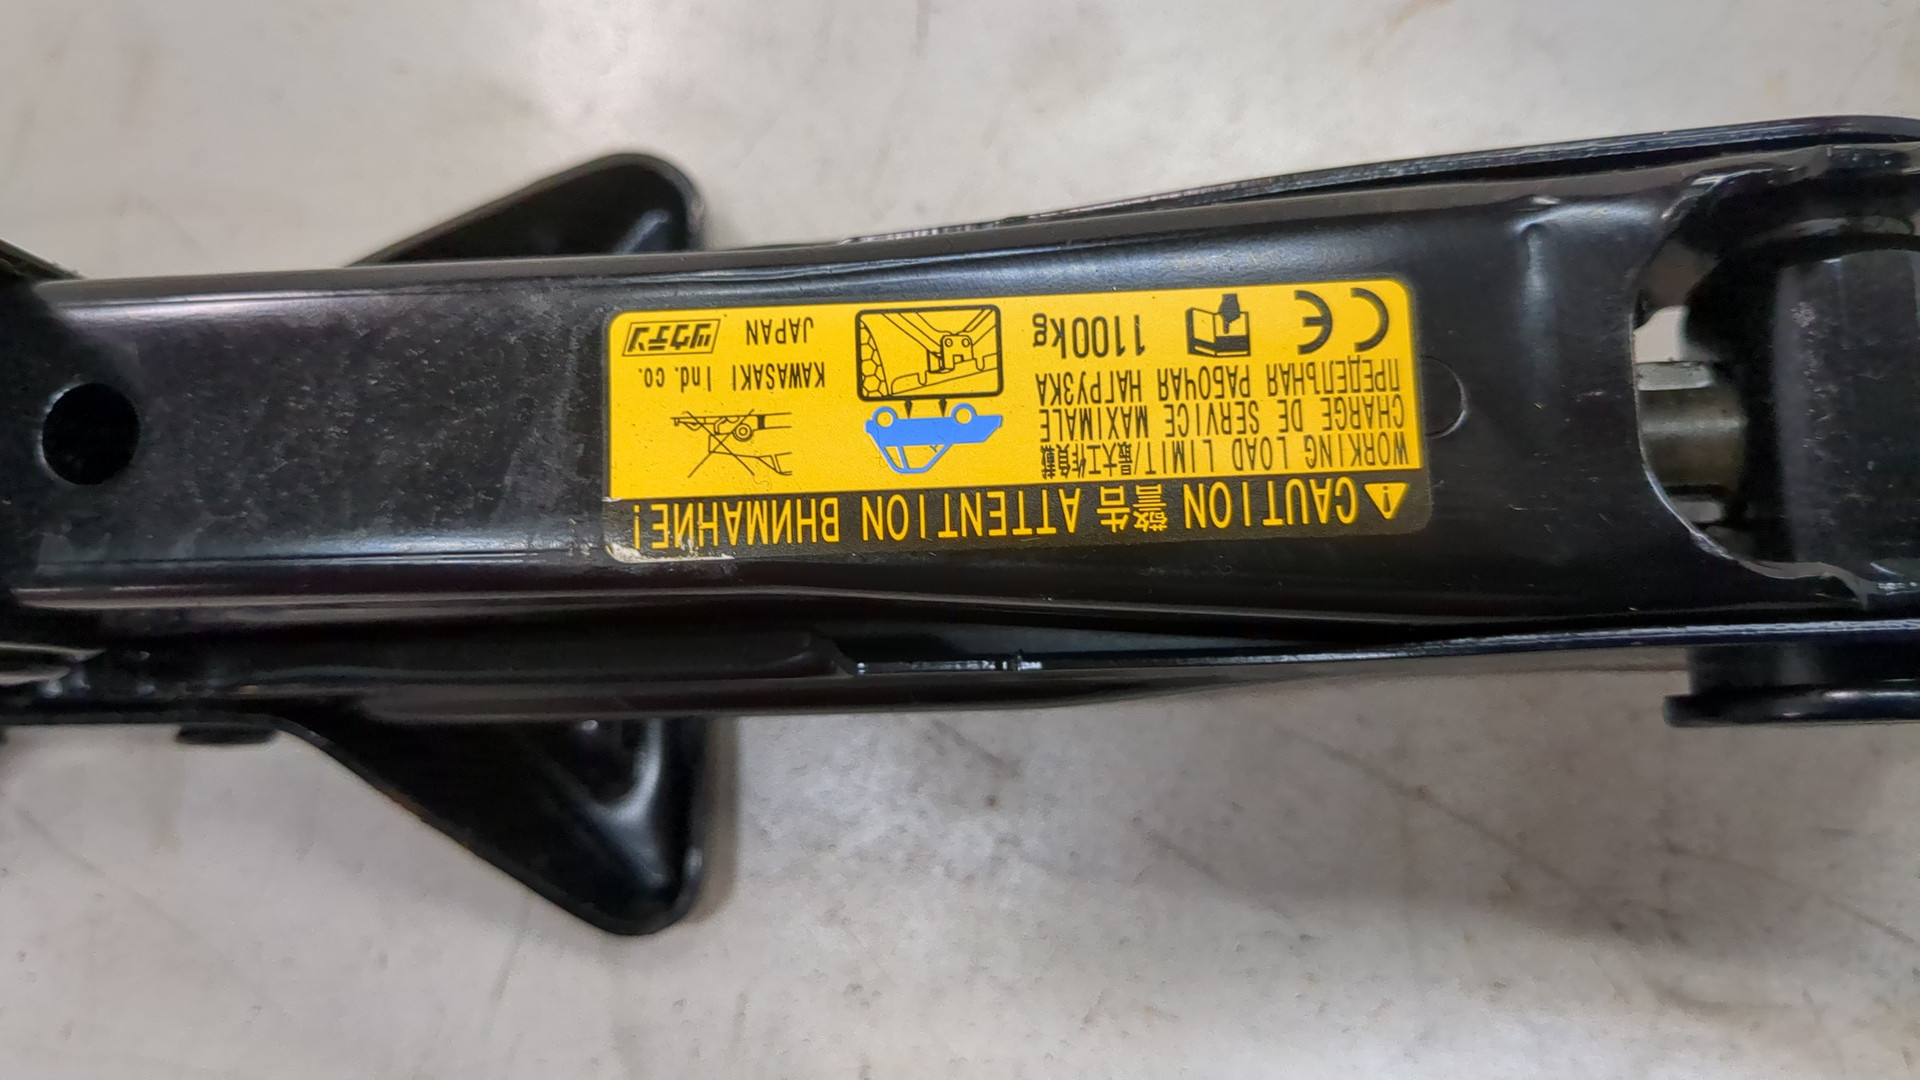 CAUTION 警告 ATTENTION ВНИМАНИЕ!
WORKING LOAD LIMIT/最大工作負載
CHARGE DE SERVICE MAXIMALE
ПРЕДЕЛЬНАЯ РАБОЧАЯ НАГРУЗКА
CE 1100kg
KAWASAKI Ind. co.
JAPAN